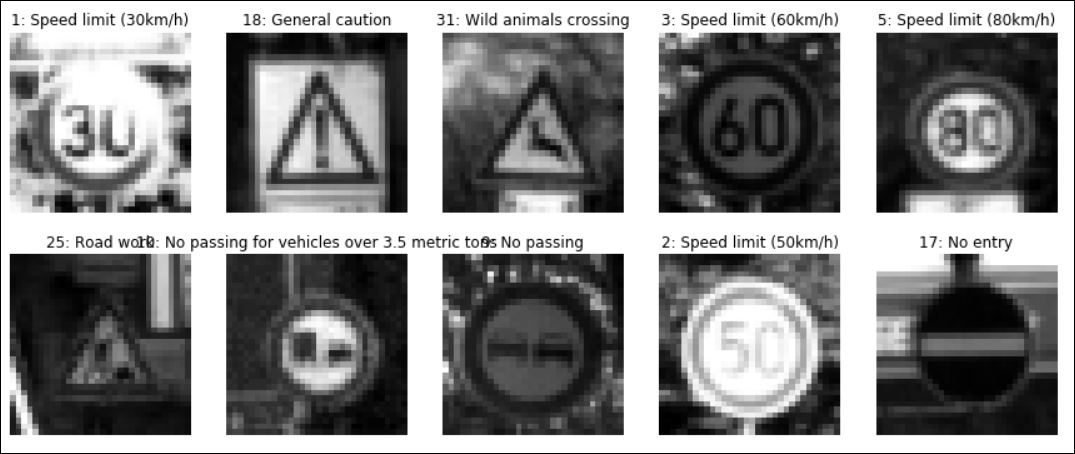 1: Speed limit (30km/h)
18: General caution
31: Wild animals crossing
3: Speed limit (60km/h)
5: Speed limit (80km/h)
30
60
80
25: Road work
10: No passing for vehicles over 3.5 metric tons
9: No passing
2: Speed limit (50km/h)
17: No entry
50